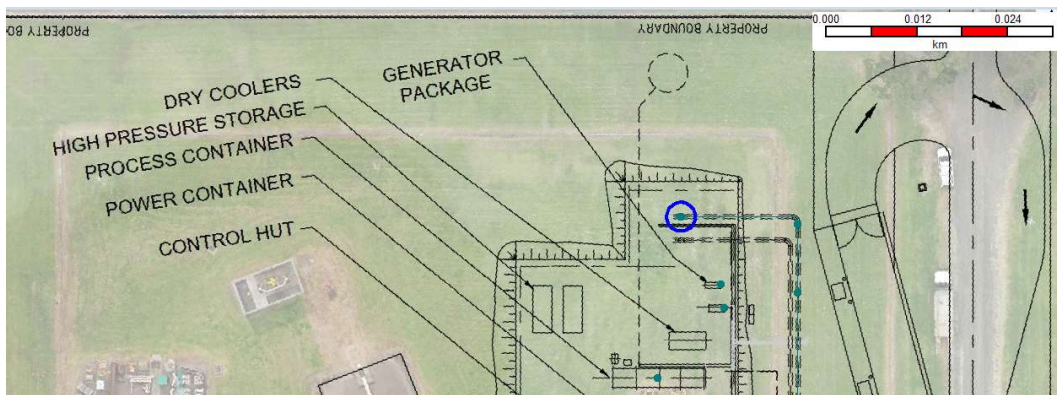 PROPERTY BO
PROPERTY BOUNDARY
0.000 0.012 0.024
km
GENERATOR
PACKAGE
DRY COOLERS
HIGH PRESSURE STORAGE
PROCESS CONTAINER
POWER CONTAINER
CONTROL HUT